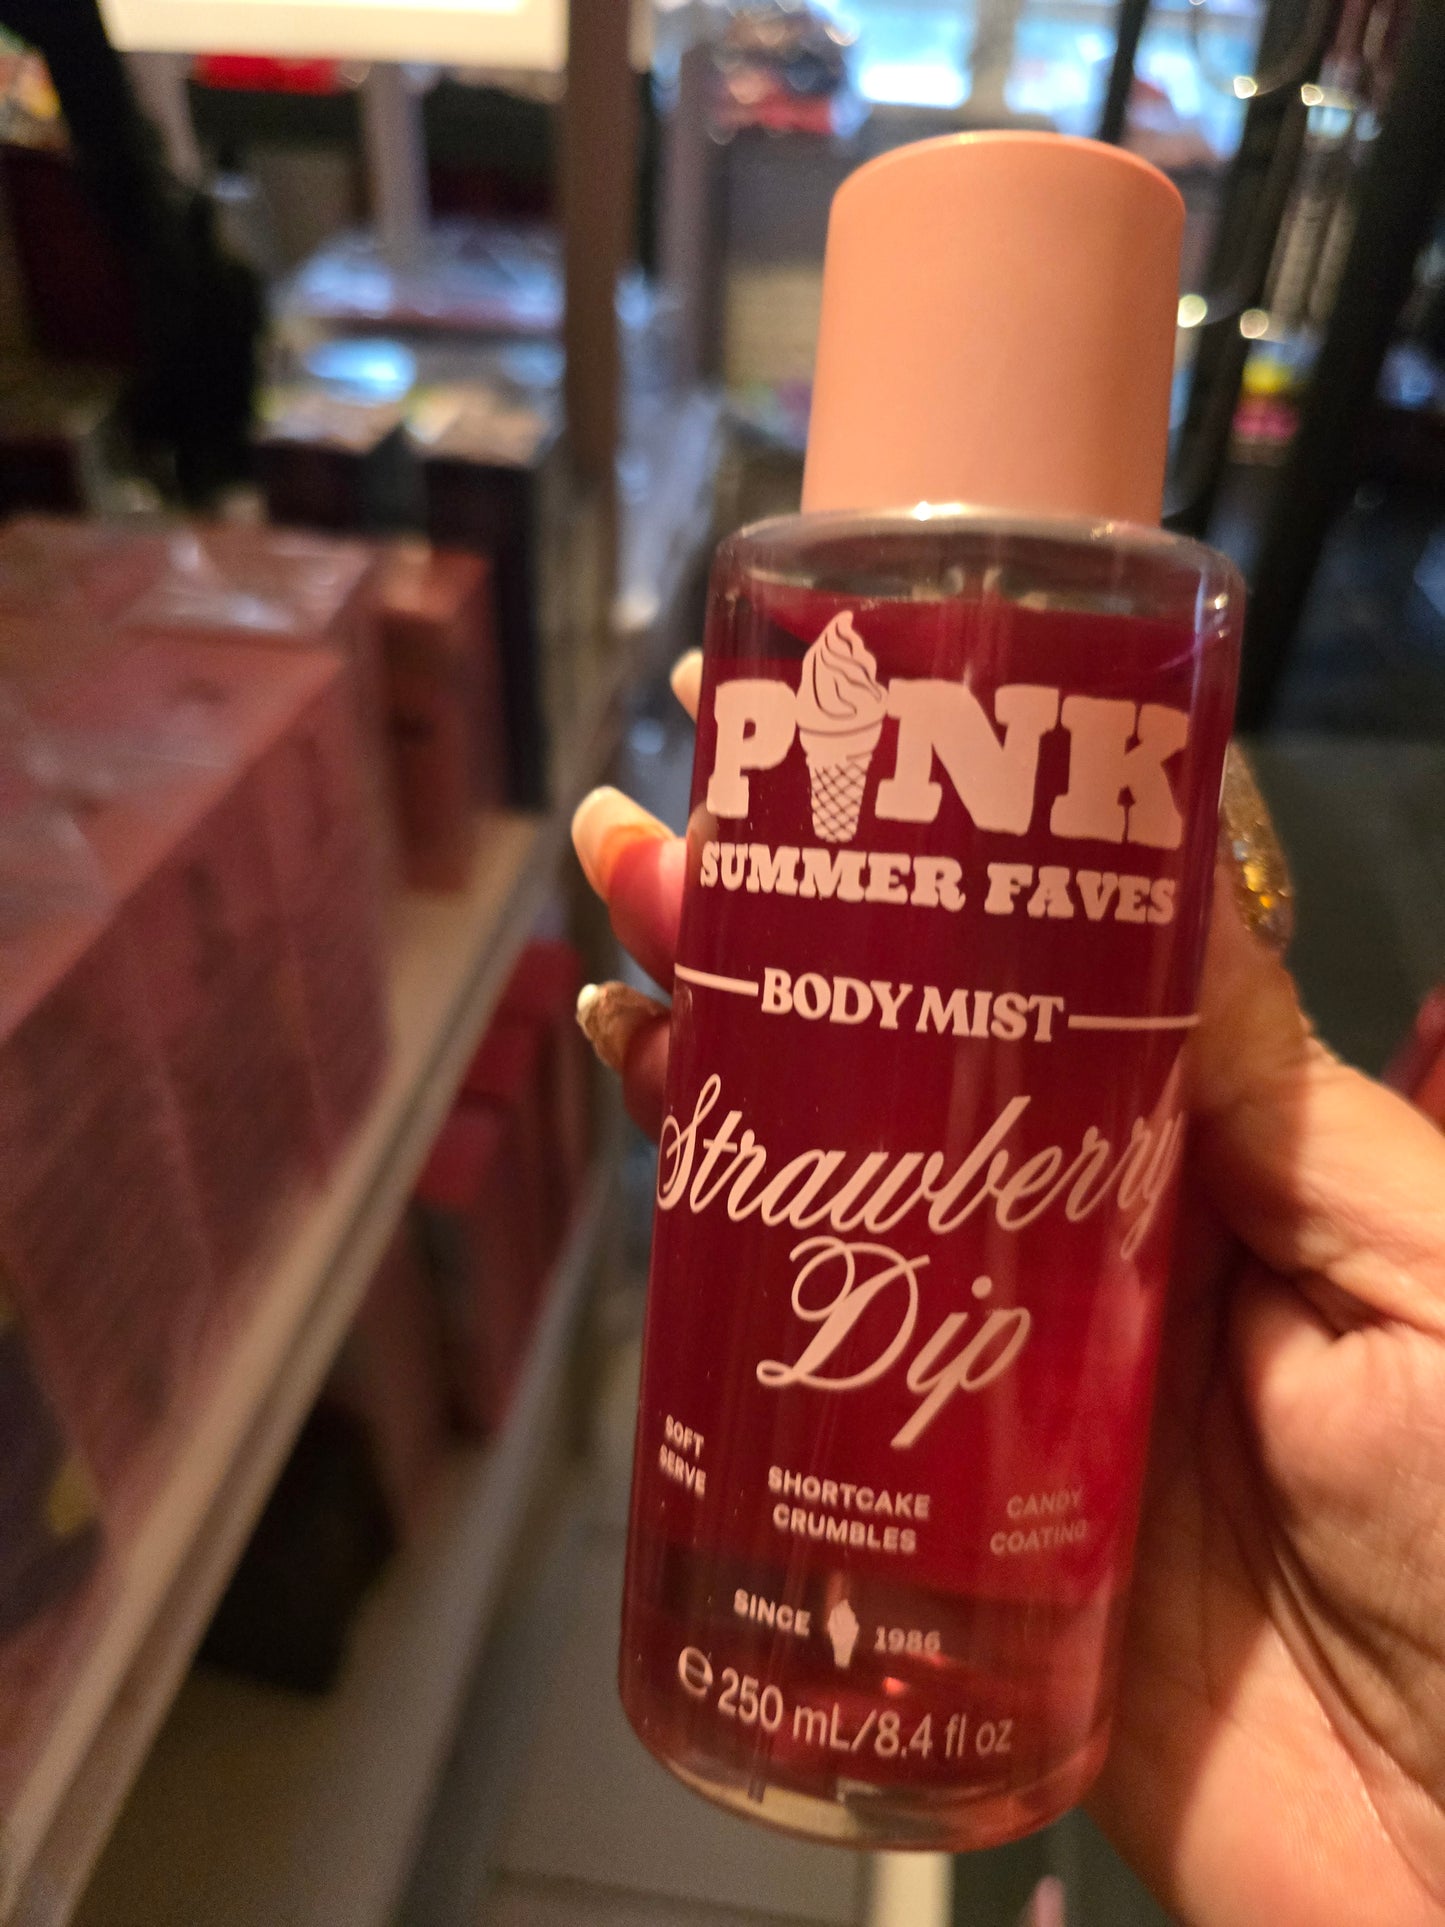 PINK
SUMMER FAVES
BODY MIST
Strawberry
Dip
SOFT
SERVE
SHORTCAKE
CRUMBLES
CANDY
COATING
SINCE 1986
℮ 250 mL/8.4 fl oz